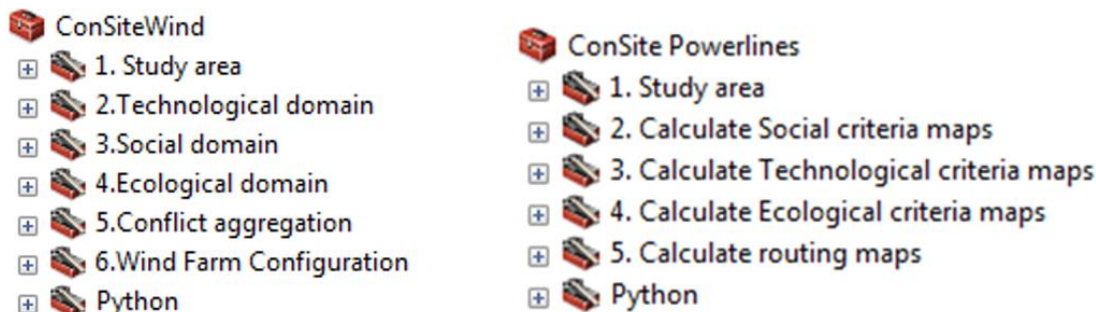 ConSiteWind
1. Study area
2.Technological domain
3.Social domain
4.Ecological domain
5.Conflict aggregation
6.Wind Farm Configuration
Python
ConSite Powerlines
1. Study area
2. Calculate Social criteria maps
3. Calculate Technological criteria maps
4. Calculate Ecological criteria maps
5. Calculate routing maps
Python